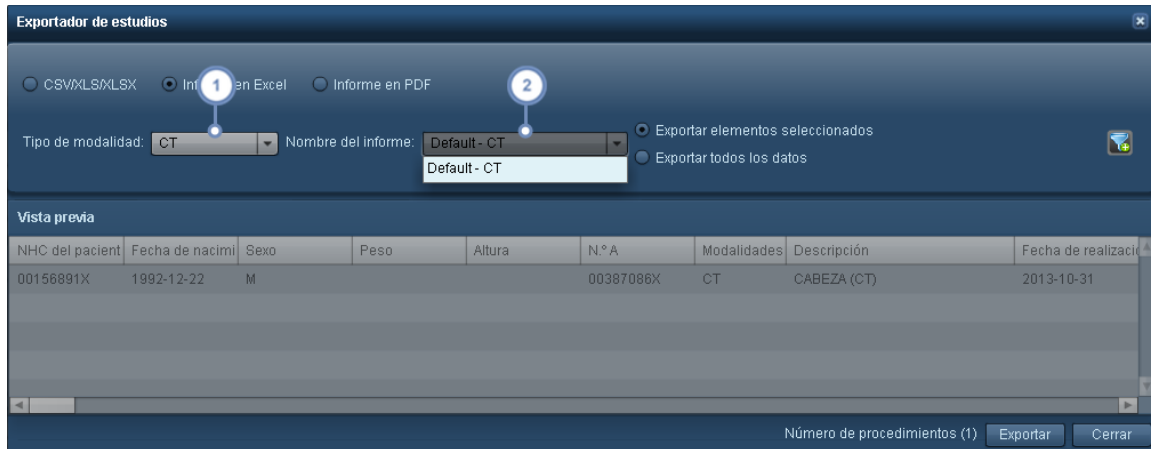 Exportador de estudios
CSV/XLS/XLSX In en Excel Informe en PDF
1 2
Tipo de modalidad: CT Nombre del informe: Default - CT Exportar elementos seleccionados
Default - CT Exportar todos los datos
Vista previa
NHC del pacient Fecha de nacimi Sexo Peso Altura N.º A Modalidades Descripción Fecha de realizació
00156891X 1992-12-22 M 00387086X CT CABEZA (CT) 2013-10-31
Número de procedimientos (1) Exportar Cerrar